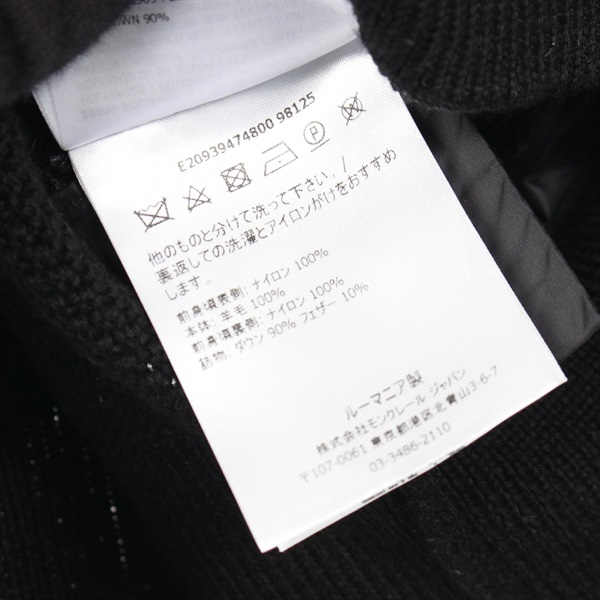 OWN 90%
E20939474800 98125
P
他のものと分けて洗って下さい。/
裏返しての洗濯とアイロンがけをおすすめ
します。
前身頃表側: ナイロン 100%
本体: 羊毛 100%
前身頃裏側: ナイロン 100%
詰物: ダウン 90% フェザー 10%
ルーマニア製
株式会社モンクレール ジャパン
〒107-0061 東京都港区北青山3-6-7
03-3486-2110